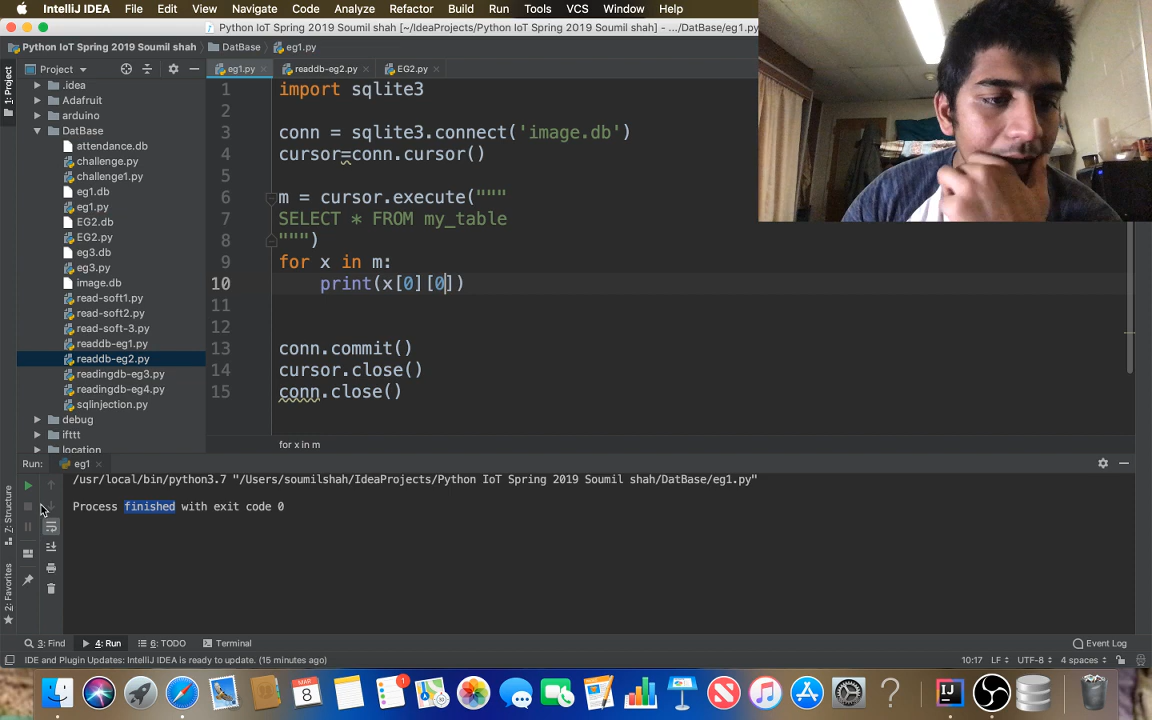 IntelliJ IDEA File Edit View Navigate Code Analyze Refactor Build Run Tools VCS Window Help
Python IoT Spring 2019 Soumil shah [~/IdeaProjects/Python IoT Spring 2019 Soumil shah] - .../DatBase/eg1.py
Python IoT Spring 2019 Soumil shah DatBase eg1.py
1: Project
Project
eg1.py readdb-eg2.py EG2.py
.idea
Adafruit
arduino
DatBase
attendance.db
challenge.py
challenge1.py
eg1.db
eg1.py
EG2.db
EG2.py
eg3.db
eg3.py
image.db
read-soft1.py
read-soft2.py
read-soft-3.py
readdb-eg1.py
readdb-eg2.py
readingdb-eg3.py
readingdb-eg4.py
sqlinjection.py
debug
ifttt
location
1 import sqlite3
2
3 conn = sqlite3.connect('image.db')
4 cursor=conn.cursor()
5
6 m = cursor.execute("""
7 SELECT * FROM my_table
8 """)
9 for x in m:
10 print(x[0][0])
11
12
13 conn.commit()
14 cursor.close()
15 conn.close()
for x in m
Run: eg1
/usr/local/bin/python3.7 "/Users/soumilshah/IdeaProjects/Python IoT Spring 2019 Soumil shah/DatBase/eg1.py"
Process finished with exit code 0
7: Structure
2: Favorites
3: Find 4: Run 6: TODO Terminal Event Log
IDE and Plugin Updates: IntelliJ IDEA is ready to update. (15 minutes ago) 10:17 LF UTF-8 4 spaces
MAR
8
1
IJ